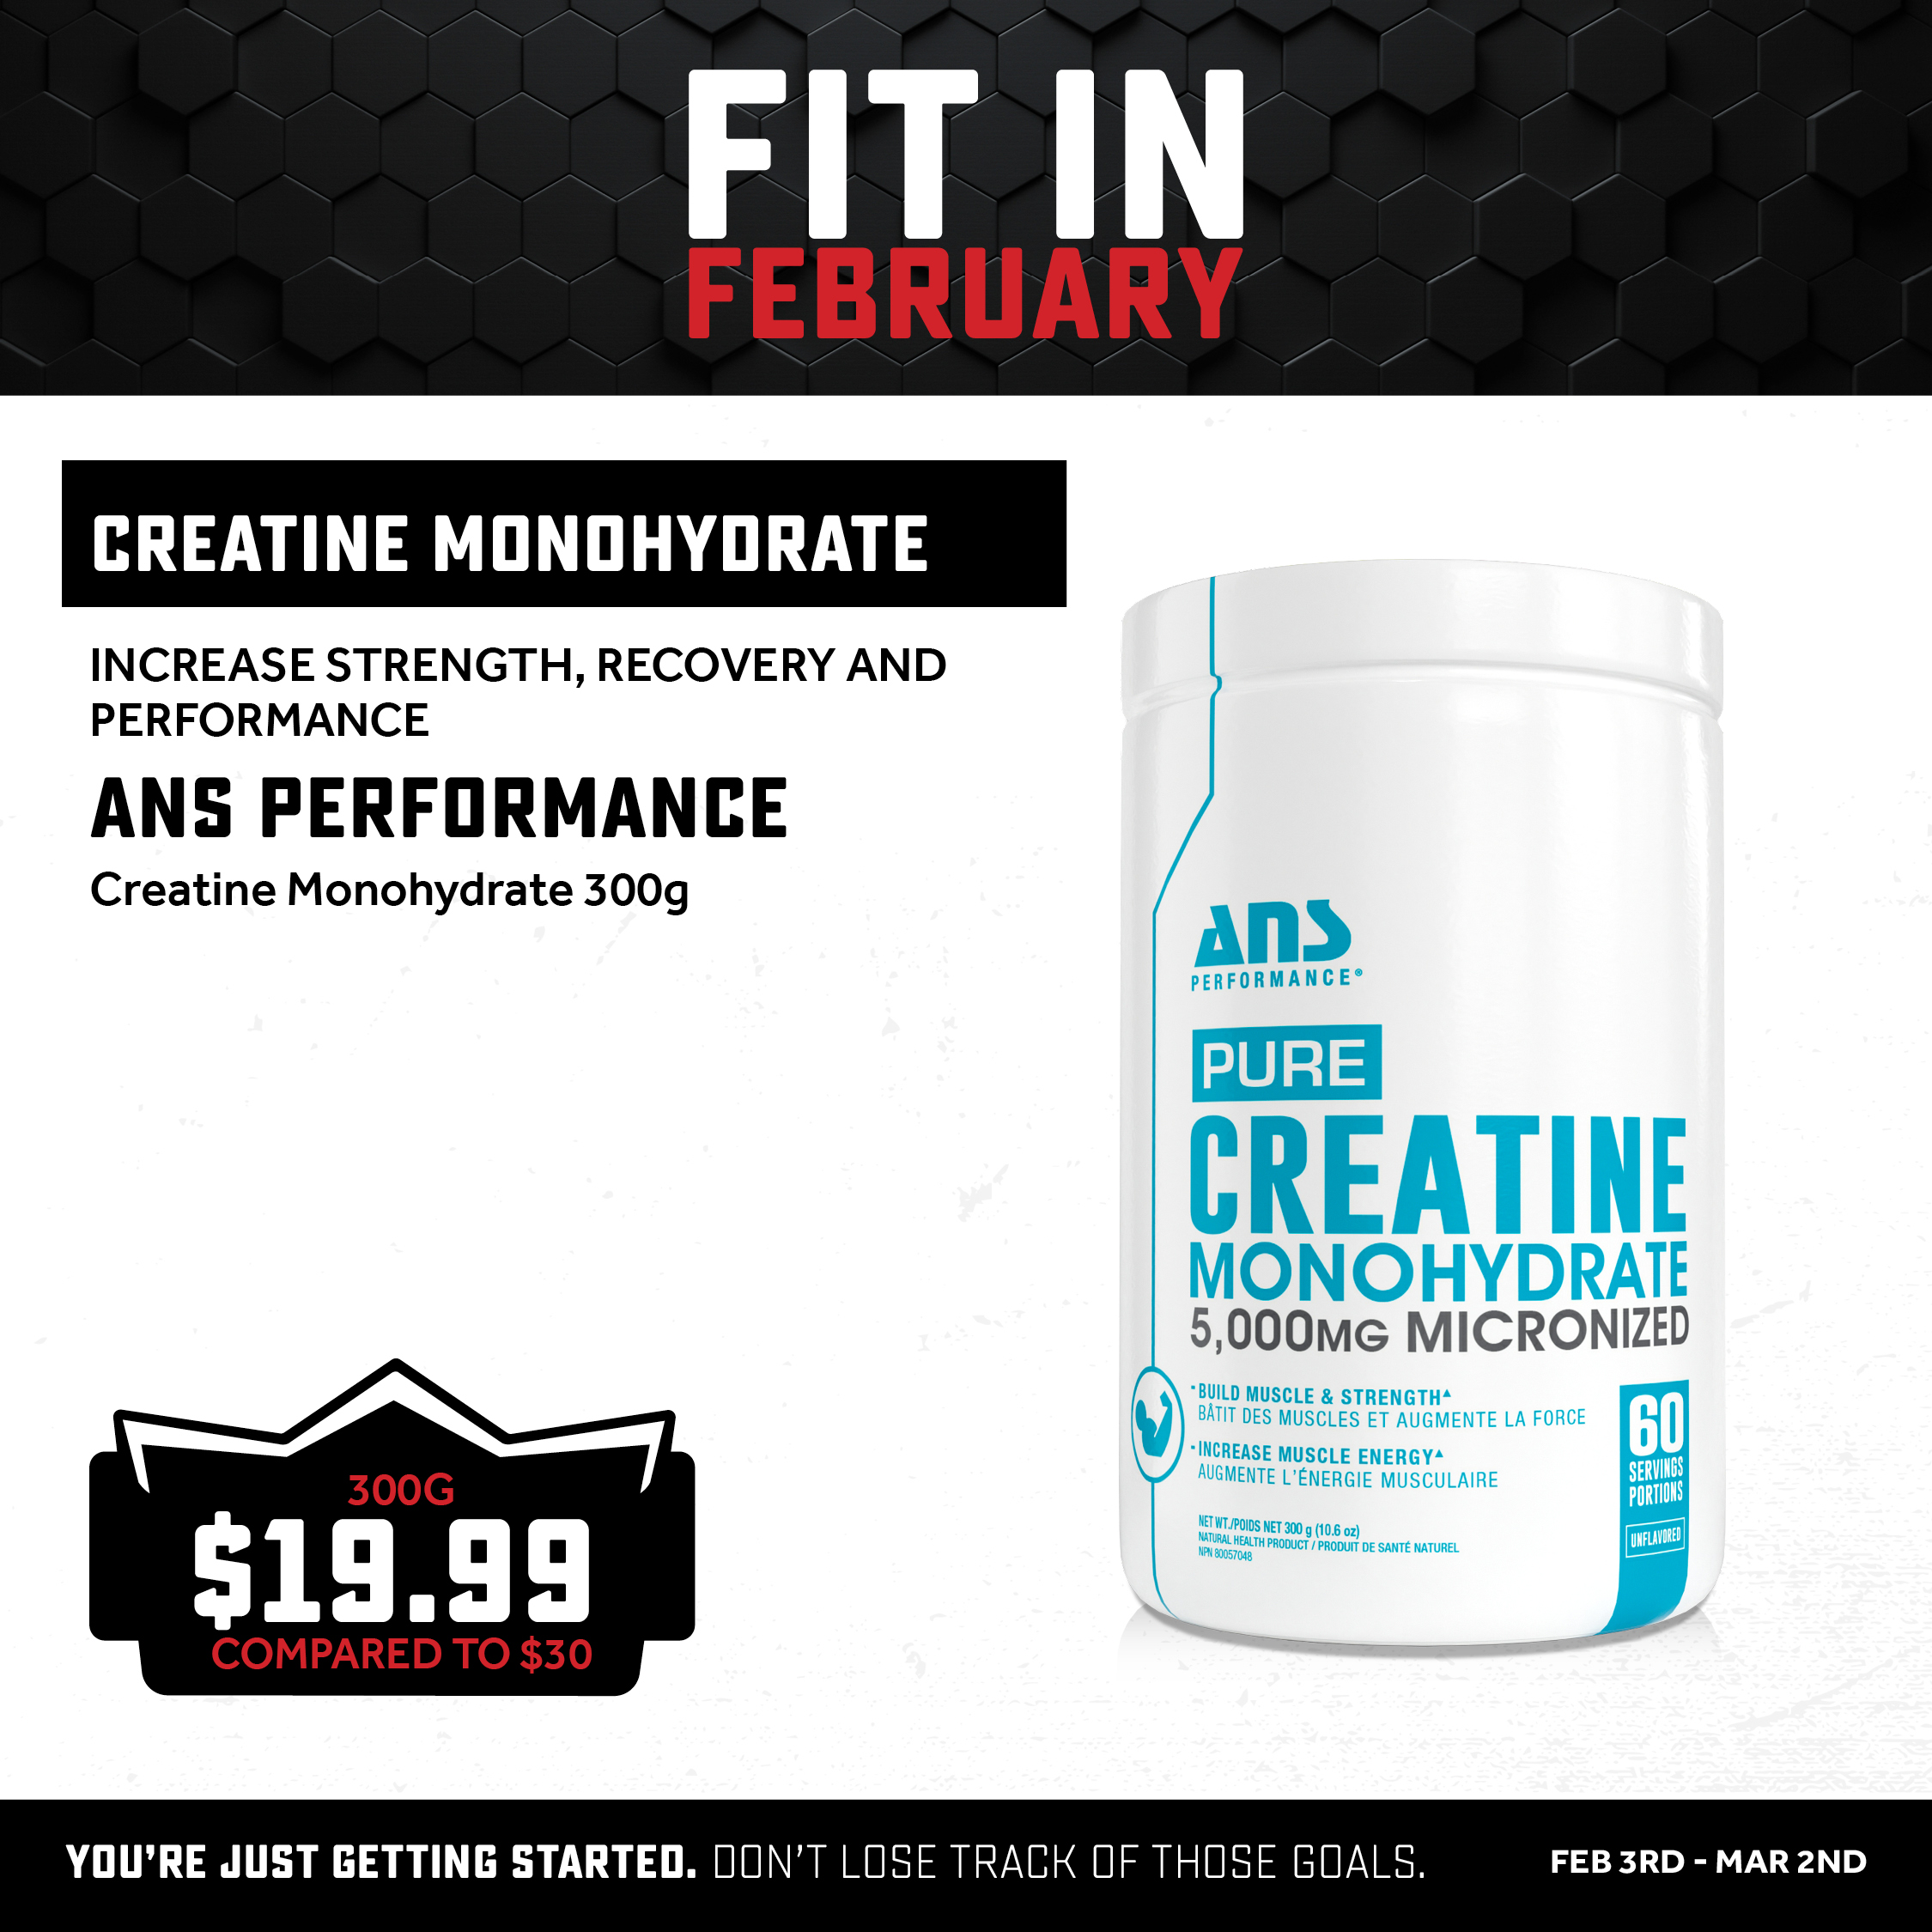 FIT IN
FEBRUARY
CREATINE MONOHYDRATE
INCREASE STRENGTH, RECOVERY AND
PERFORMANCE
ANS PERFORMANCE
Creatine Monohydrate 300g
300G
$19.99
COMPARED TO $30
ANS
PERFORMANCE®
PURE
CREATINE
MONOHYDRATE
5,000MG MICRONIZED
• BUILD MUSCLE & STRENGTH▲
BÂTIT DES MUSCLES ET AUGMENTE LA FORCE
• INCREASE MUSCLE ENERGY▲
AUGMENTE L'ÉNERGIE MUSCULAIRE
60
SERVINGS
PORTIONS
UNFLAVORED
NET WT./POIDS NET 300 g (10.6 oz)
NATURAL HEALTH PRODUCT / PRODUIT DE SANTÉ NATUREL
NPN 80057048
YOU'RE JUST GETTING STARTED. DON'T LOSE TRACK OF THOSE GOALS.
FEB 3RD - MAR 2ND